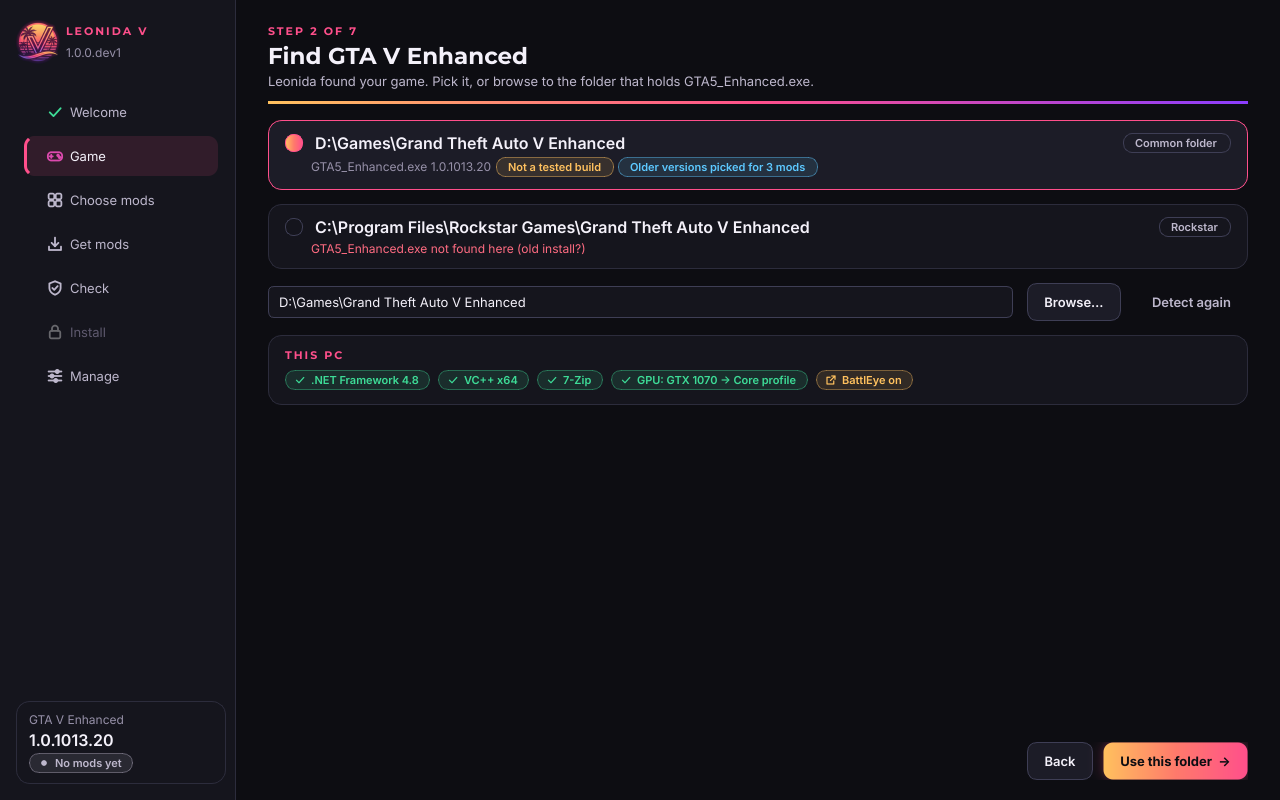 LEONIDA V
1.0.0.dev1
Welcome
Game
Choose mods
Get mods
Check
Install
Manage
GTA V Enhanced
1.0.1013.20
No mods yet
STEP 2 OF 7
Find GTA V Enhanced
Leonida found your game. Pick it, or browse to the folder that holds GTA5_Enhanced.exe.
D:\Games\Grand Theft Auto V Enhanced
Common folder
GTA5_Enhanced.exe 1.0.1013.20 Not a tested build Older versions picked for 3 mods
C:\Program Files\Rockstar Games\Grand Theft Auto V Enhanced
Rockstar
GTA5_Enhanced.exe not found here (old install?)
D:\Games\Grand Theft Auto V Enhanced
Browse...
Detect again
THIS PC
.NET Framework 4.8 VC++ x64 7-Zip GPU: GTX 1070 → Core profile BattlEye on
Back
Use this folder →